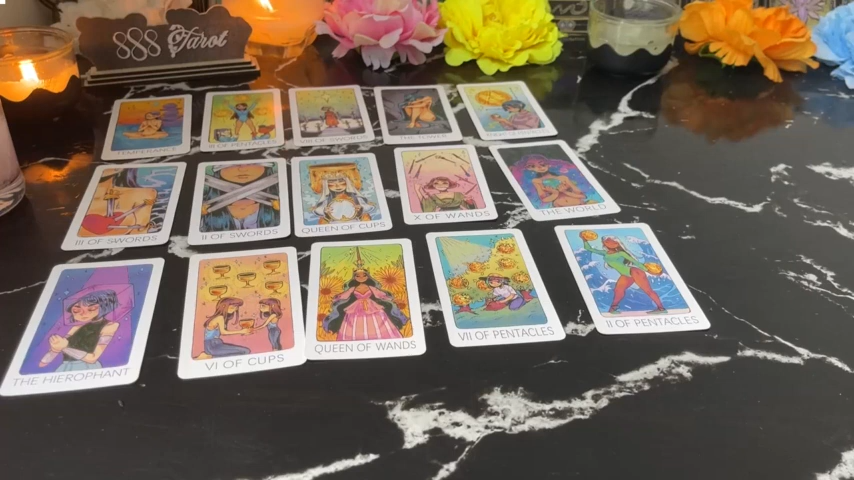 888 Tarot
TEMPERANCE
THE TOWER
III OF SWORDS
II OF SWORDS
QUEEN OF CUPS
X OF WANDS
THE WORLD
THE HIEROPHANT
VI OF CUPS
QUEEN OF WANDS
VII OF PENTACLES
II OF PENTACLES